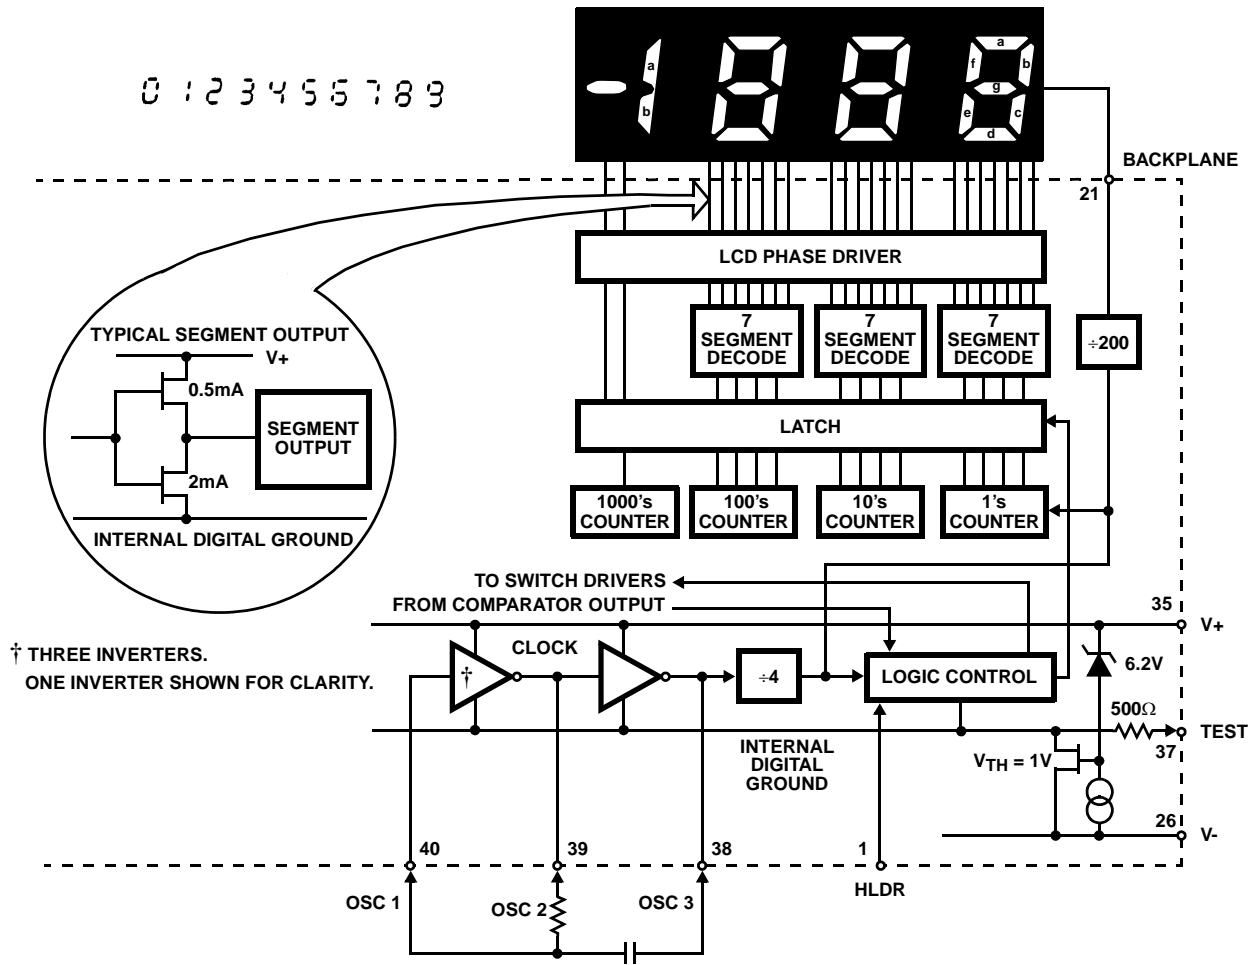 0 1 2 3 4 5 6 7 8 9
-1 8 8 8
a
b
a
f
b
g
e
c
d
BACKPLANE
21
LCD PHASE DRIVER
7
SEGMENT
DECODE
7
SEGMENT
DECODE
7
SEGMENT
DECODE
÷200
TYPICAL SEGMENT OUTPUT
V+
0.5mA
SEGMENT
OUTPUT
2mA
INTERNAL DIGITAL GROUND
LATCH
1000's
COUNTER
100's
COUNTER
10's
COUNTER
1's
COUNTER
TO SWITCH DRIVERS
FROM COMPARATOR OUTPUT
35
V+
† THREE INVERTERS.
ONE INVERTER SHOWN FOR CLARITY.
†
CLOCK
÷4
LOGIC CONTROL
6.2V
500Ω
TEST
37
INTERNAL
DIGITAL
GROUND
VTH = 1V
26
V-
40
39
38
1
OSC 1
OSC 2
OSC 3
HLDR